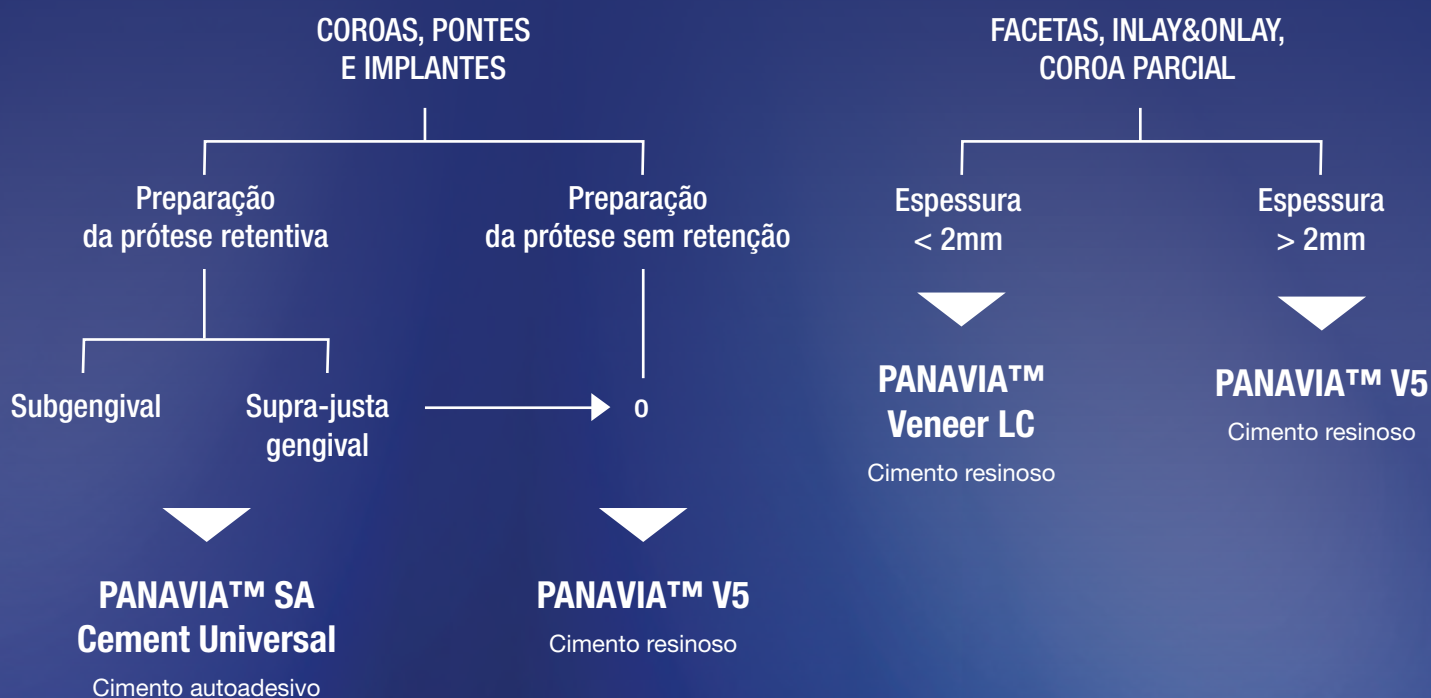 COROAS, PONTES
E IMPLANTES
Preparação
da prótese retentiva
Preparação
da prótese sem retenção
Subgengival
Supra-justa
gengival
0
PANAVIA™ SA
Cement Universal
Cimento autoadesivo
PANAVIA™ V5
Cimento resinoso
FACETAS, INLAY&ONLAY,
COROA PARCIAL
Espessura
< 2mm
Espessura
> 2mm
PANAVIA™
Veneer LC
Cimento resinoso
PANAVIA™ V5
Cimento resinoso